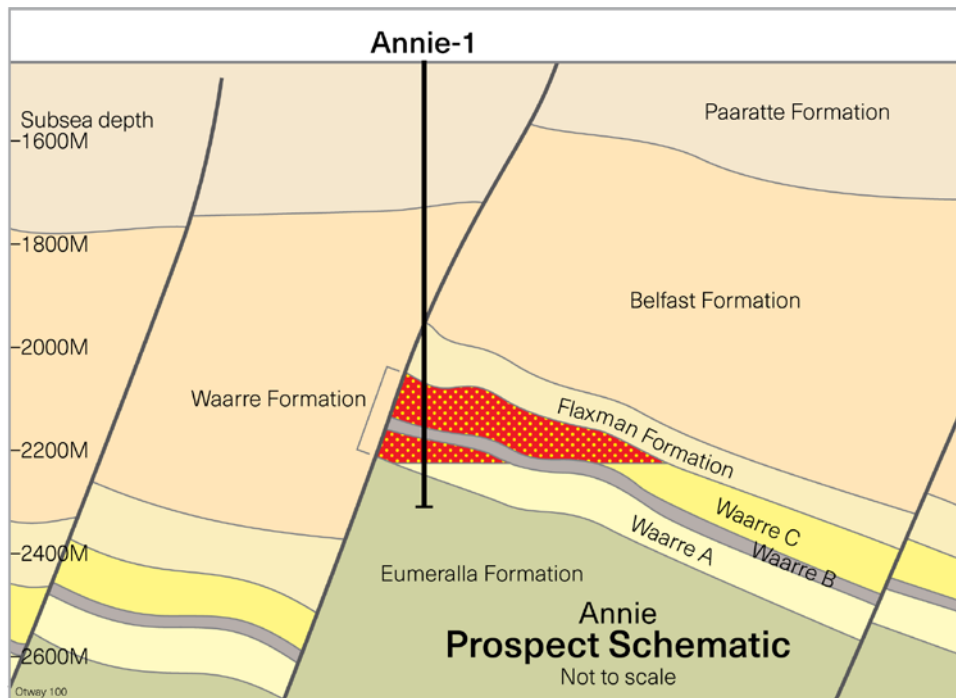 Annie-1
Subsea depth
1600M
Paaratte Formation
1800M
Belfast Formation
2000M
Waarre Formation
Flaxman Formation
2200M
Waarre C
Waarre B
Waarre A
2400M
Eumeralla Formation
Annie
Prospect Schematic
Not to scale
2600M
Otway 100